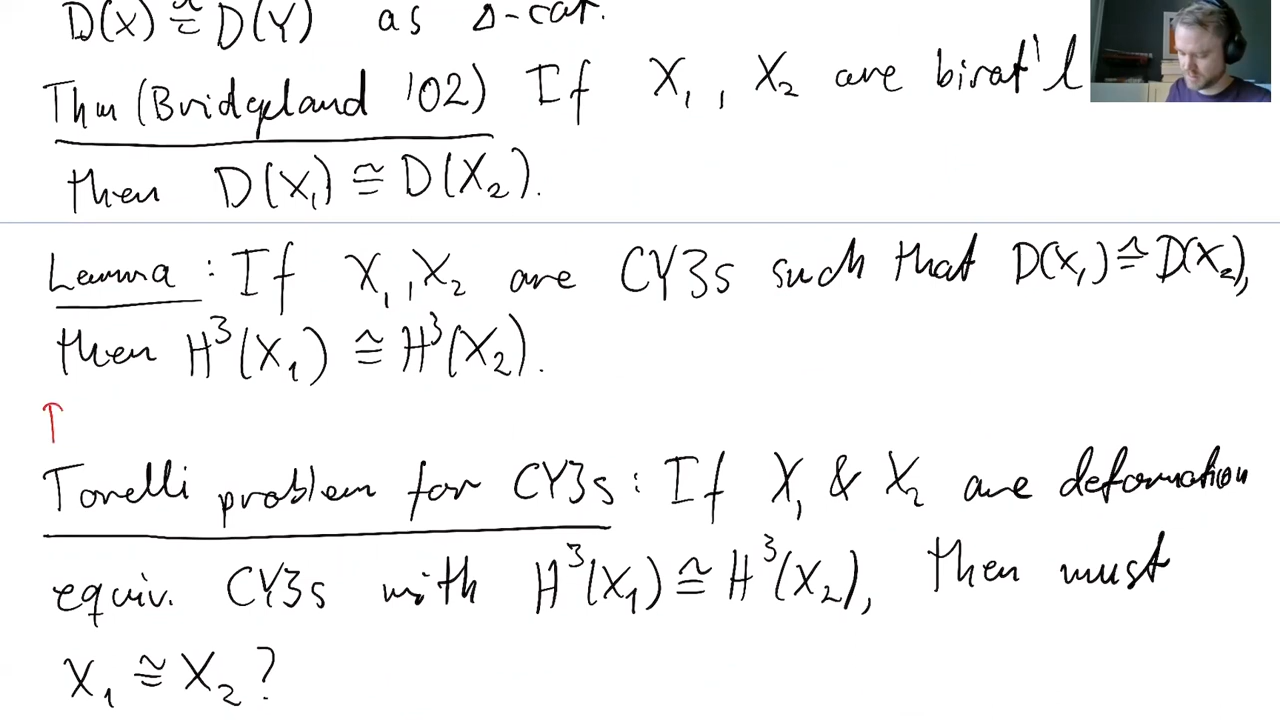 D(X) ≅ D(Y) as Δ-cat.
Thm (Bridgeland '02) If X₁, X₂ are birat'l
then D(X₁) ≅ D(X₂).
Lemma : If X₁, X₂ are CY3s such that D(X₁) ≅ D(X₂),
then H³(X₁) ≅ H³(X₂).
↑
Torelli problem for CY3s : If X₁ & X₂ are deformation
equiv. CY3s with H³(X₁) ≅ H³(X₂), then must
X₁ ≅ X₂ ?